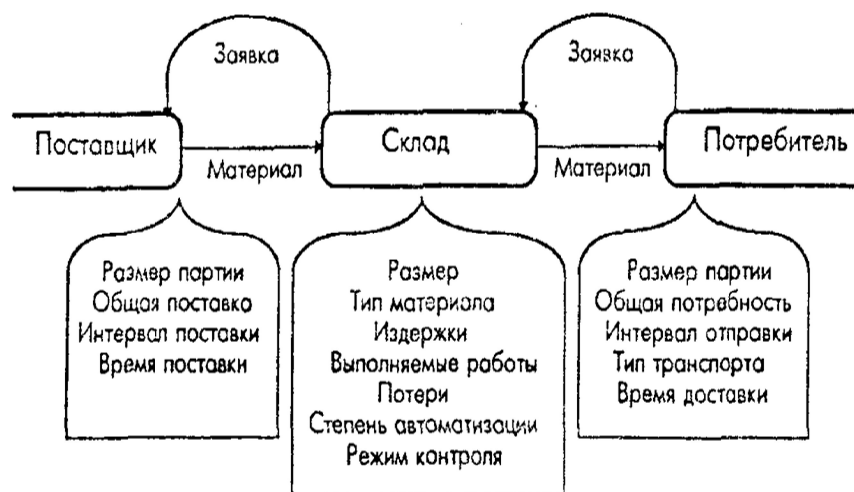 Заявка
Заявка
Поставщик
Склад
Потребитель
Материал
Материал
Размер партии
Общая поставка
Интервал поставки
Время поставки
Размер
Тип материала
Издержки
Выполняемые работы
Потери
Степень автоматизации
Режим контроля
Размер партии
Общая потребность
Интервал отправки
Тип транспорта
Время доставки